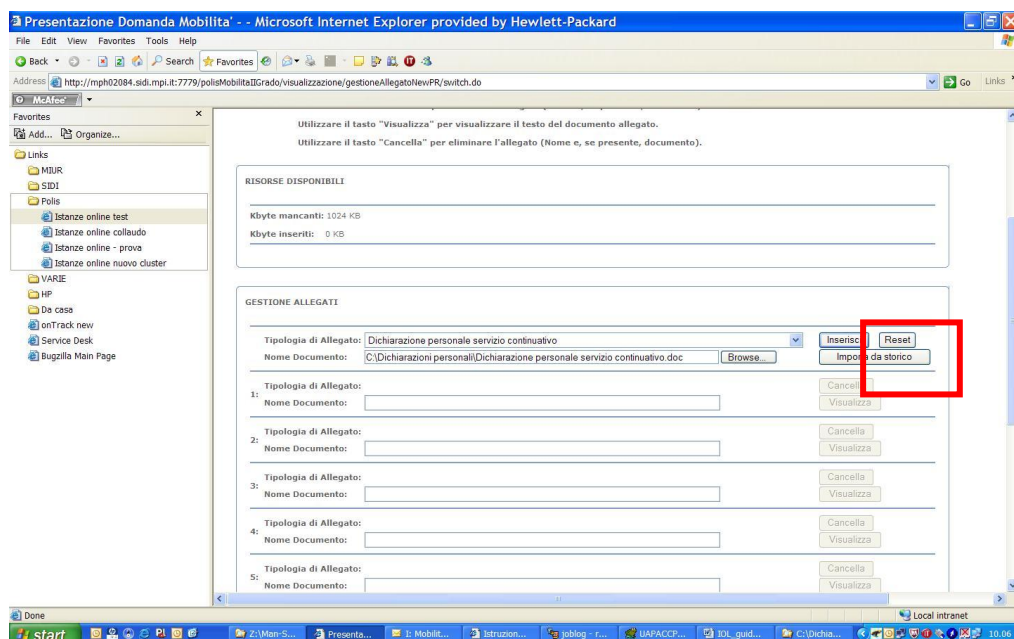 Presentazione Domanda Mobilita' - - Microsoft Internet Explorer provided by Hewlett-Packard
File Edit View Favorites Tools Help
Back Search Favorites
Address http://mph02084.sidi.mpi.it:7779/polisMobilitaIIGrado/visualizzazione/gestioneAllegatoNewPR/switch.do Go Links
McAfee
Favorites x
Add... Organize...
Links
MIUR
SIDI
Polis
Istanze online test
Istanze online collaudo
Istanze online - prova
Istanze online nuovo cluster
VARIE
HP
Da casa
onTrack new
Service Desk
Bugzilla Main Page
Utilizzare il tasto "Visualizza" per visualizzare il testo del documento allegato.
Utilizzare il tasto "Cancella" per eliminare l'allegato (Nome e, se presente, documento).
RISORSE DISPONIBILI
Kbyte mancanti: 1024 KB
Kbyte inseriti: 0 KB
GESTIONE ALLEGATI
Tipologia di Allegato: Dichiarazione personale servizio continuativo Inserisci Reset
Nome Documento: C:\Dichiarazioni personali\Dichiarazione personale servizio continuativo.doc Browse... Importa da storico
1: Tipologia di Allegato: Cancella
Nome Documento: Visualizza
2: Tipologia di Allegato: Cancella
Nome Documento: Visualizza
3: Tipologia di Allegato: Cancella
Nome Documento: Visualizza
4: Tipologia di Allegato: Cancella
Nome Documento: Visualizza
5: Tipologia di Allegato: Cancella
Nome Documento: Visualizza
Done Local intranet
start Z:\Man-S... Presenta... I: Mobilit... Istruzion... joblog - r... UAPACCP... IOL_guid... C:\Dichia... 10.06